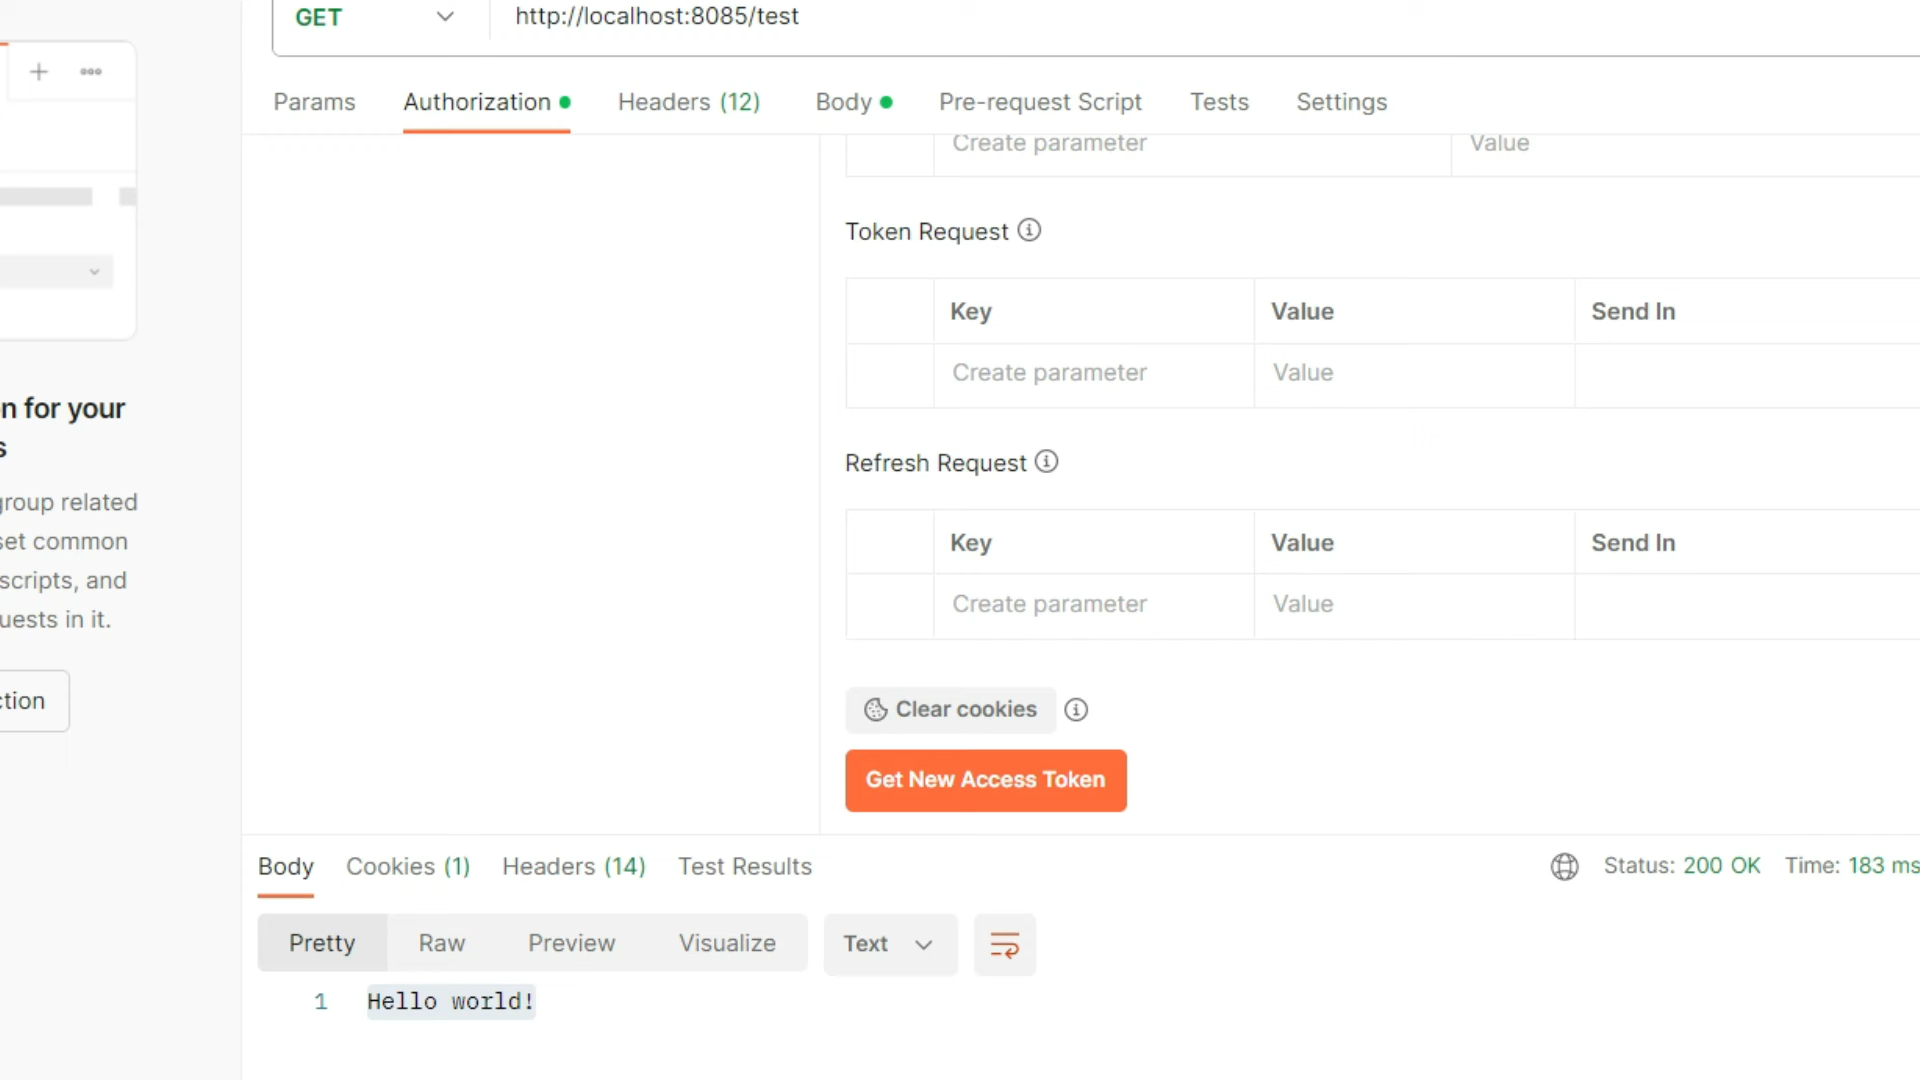 GET http://localhost:8085/test
Params Authorization Headers (12) Body Pre-request Script Tests Settings
Create parameter Value
Token Request
Key Value Send In
Create parameter Value
Refresh Request
Key Value Send In
Create parameter Value
Clear cookies
Get New Access Token
n for your
s
group related
set common
scripts, and
uests in it.
ction
Body Cookies (1) Headers (14) Test Results Status: 200 OK Time: 183 ms
Pretty Raw Preview Visualize Text
1 Hello world!